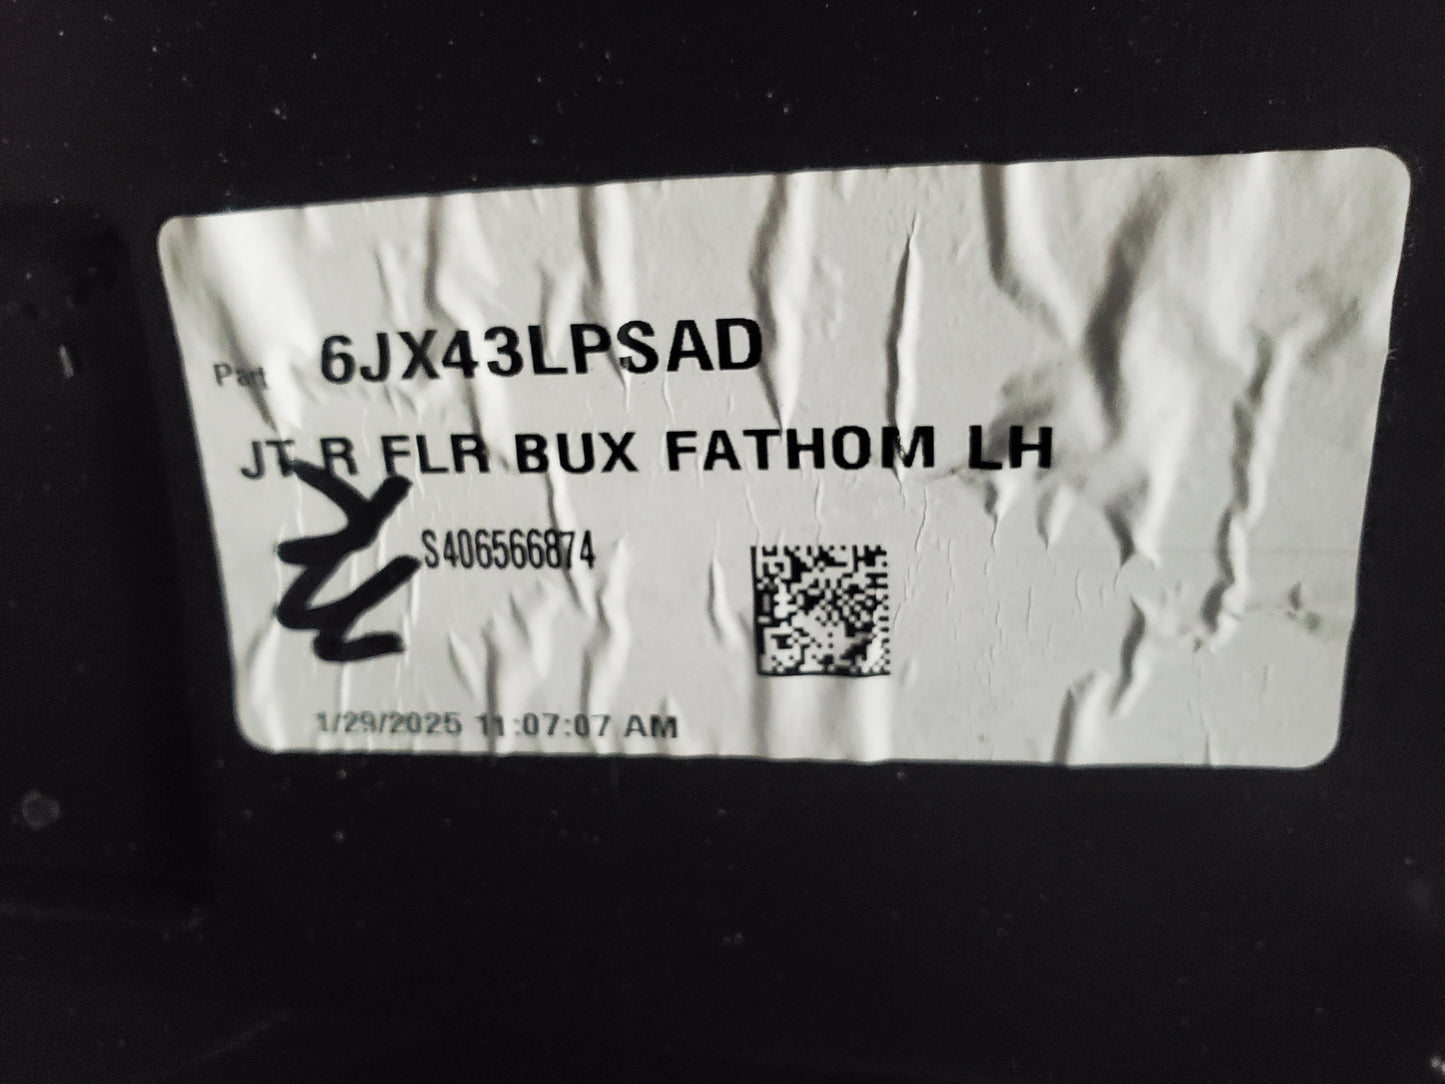 Part 6JX43LPSAD
JT R FLR BUX FATHOM LH
S406566874
1/29/2025 11:07:07 AM